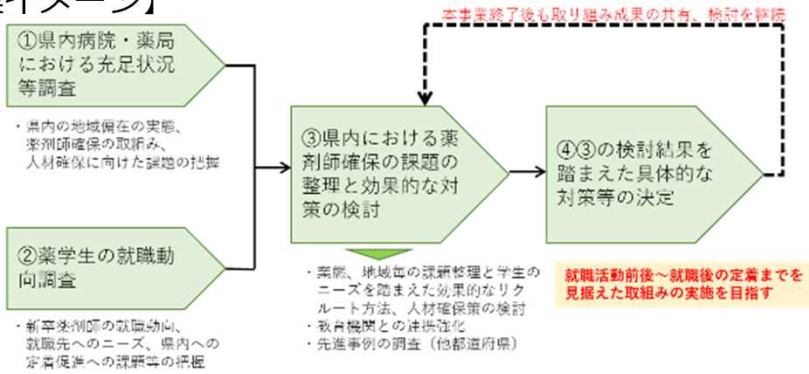 イメージ】
本事業終了後も取り組み成果の共有、検討を継続
①県内病院・薬局
における充足状況
等調査
・県内の地域偏在の実態、
薬剤師確保の取組み、
人材確保に向けた課題の把握
②薬学生の就職動
向調査
・新卒薬剤師の就職動向、
就職先へのニーズ、県内への
定着促進への課題等の把握
③県内における薬
剤師確保の課題の
整理と効果的な対
策の検討
・業態、地域毎の課題整理と学生の
ニーズを踏まえた効果的なリク
ルート方法、人材確保策の検討
・教育機関との連携強化
・先進事例の調査（他都道府県）
④③の検討結果を
踏まえた具体的な
対策等の決定
就職活動前後～就職後の定着までを
見据えた取組みの実施を目指す